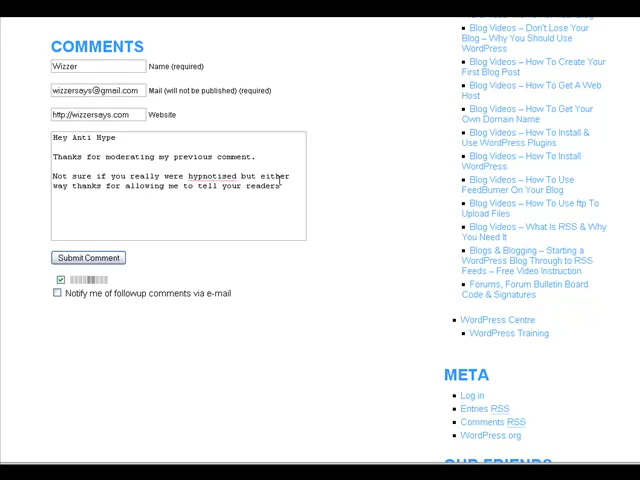 COMMENTS
Wizzer Name (required)
wizzersays@gmail.com Mail (will not be published) (required)
http://wizzersays.com Website
Hey Anti Hype
Thanks for moderating my previous comment.
Not sure if you really were hypnotised but either
way thanks for allowing me to tell your readers
Submit Comment
Notify me of followup comments via e-mail
Blog Videos – Don't Lose Your
Blog – Why You Should Use
WordPress
Blog Videos – How To Create Your
First Blog Post
Blog Videos – How To Get A Web
Host
Blog Videos – How To Get Your
Own Domain Name
Blog Videos – How To Install &
Use WordPress Plugins
Blog Videos – How To Install
WordPress
Blog Videos – How To Use
FeedBurner On Your Blog
Blog Videos – How To Use ftp To
Upload Files
Blog Videos – What Is RSS & Why
You Need It
Blogs & Blogging – Starting a
WordPress Blog Through to RSS
Feeds – Free Video Instruction
Forums, Forum Bulletin Board
Code & Signatures
WordPress Centre
WordPress Training
META
Log in
Entries RSS
Comments RSS
WordPress.org
OUR FRIENDS